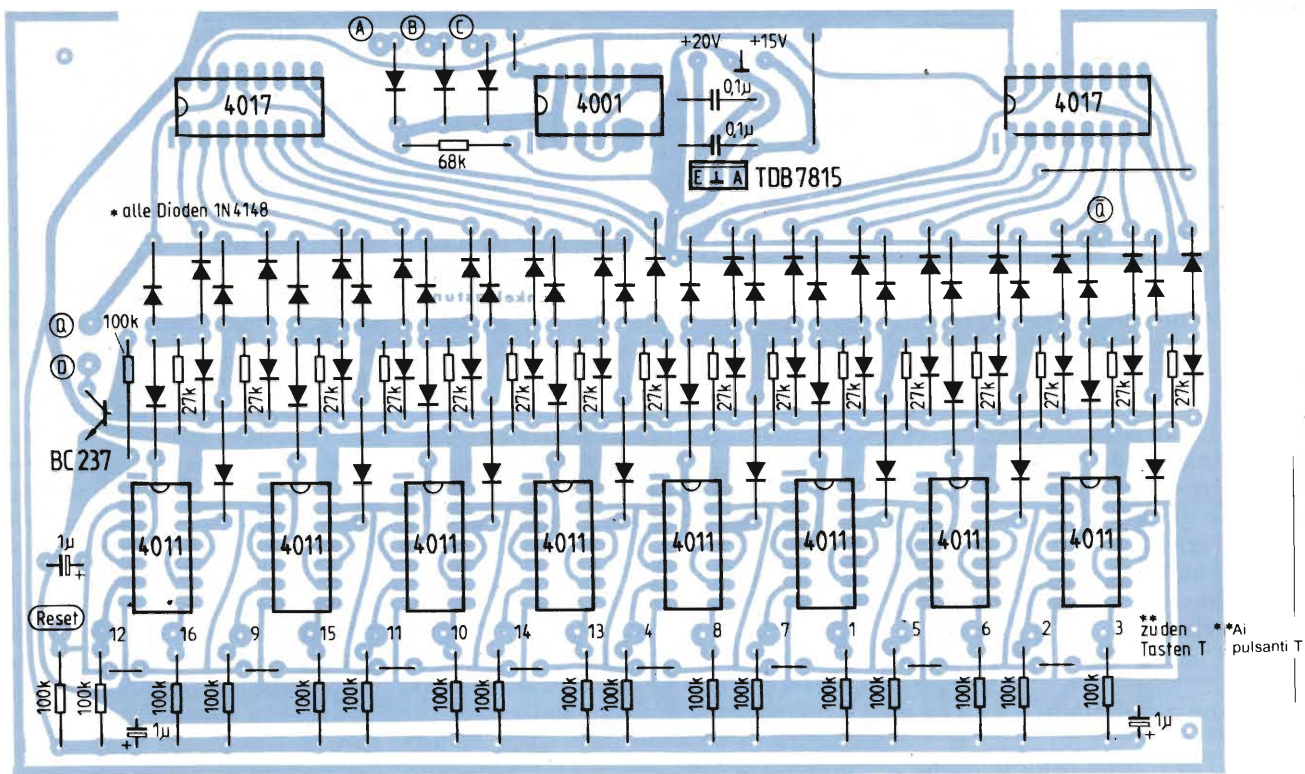 A B C
+20V +15V
4017 4001 0,1µ 4017
0,1µ
68k
E ⊥ A TDB7815
* alle Dioden 1N4148
Q̅
Q
100k
D
27k 27k 27k 27k 27k 27k 27k 27k 27k 27k 27k 27k 27k 27k 27k 27k
BC 237
4011 4011 4011 4011 4011 4011 4011 4011
1µ
+
Reset
12 16 9 15 11 10 14 13 4 8 7 1 5 6 2 3
** zu den Tasten T
**Ai pulsanti T
100k 100k 100k 100k 100k 100k 100k 100k 100k 100k 100k 100k 100k 100k 100k 100k 100k
+ 1µ
+ 1µ